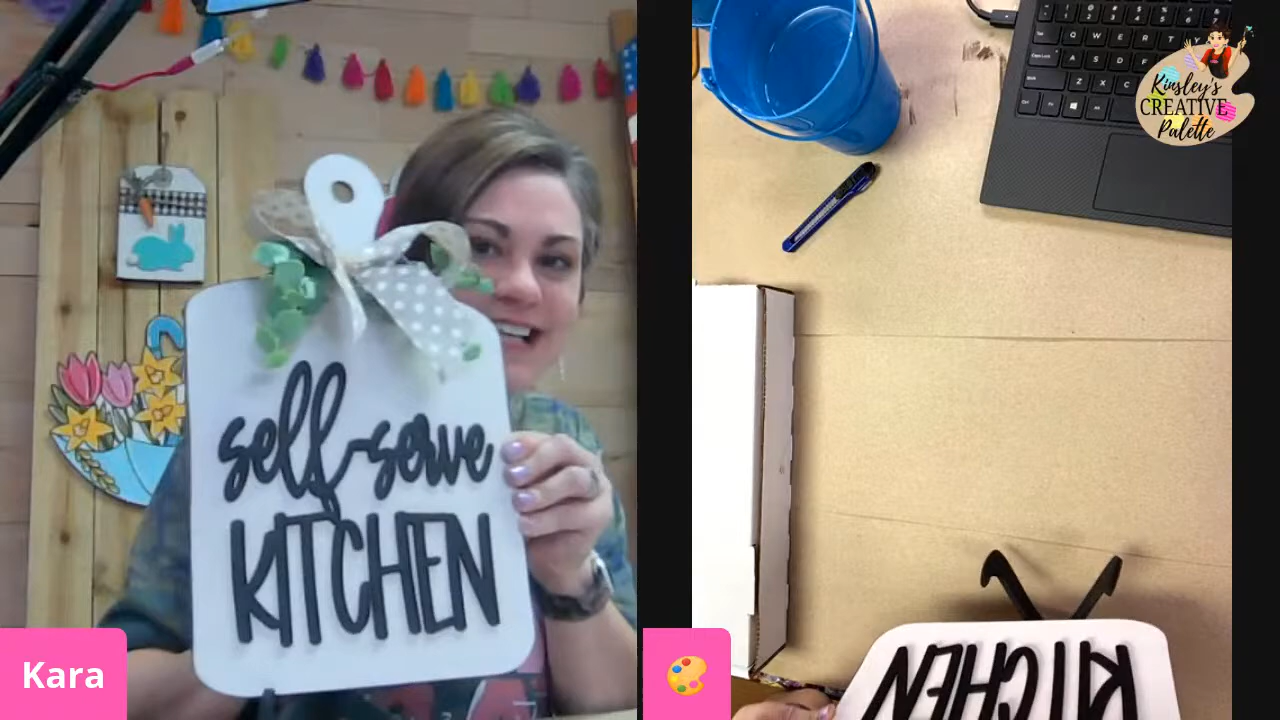 self-serve
KITCHEN
Kara
Kinsley's
CREATIVE
Palette
KITCHEN